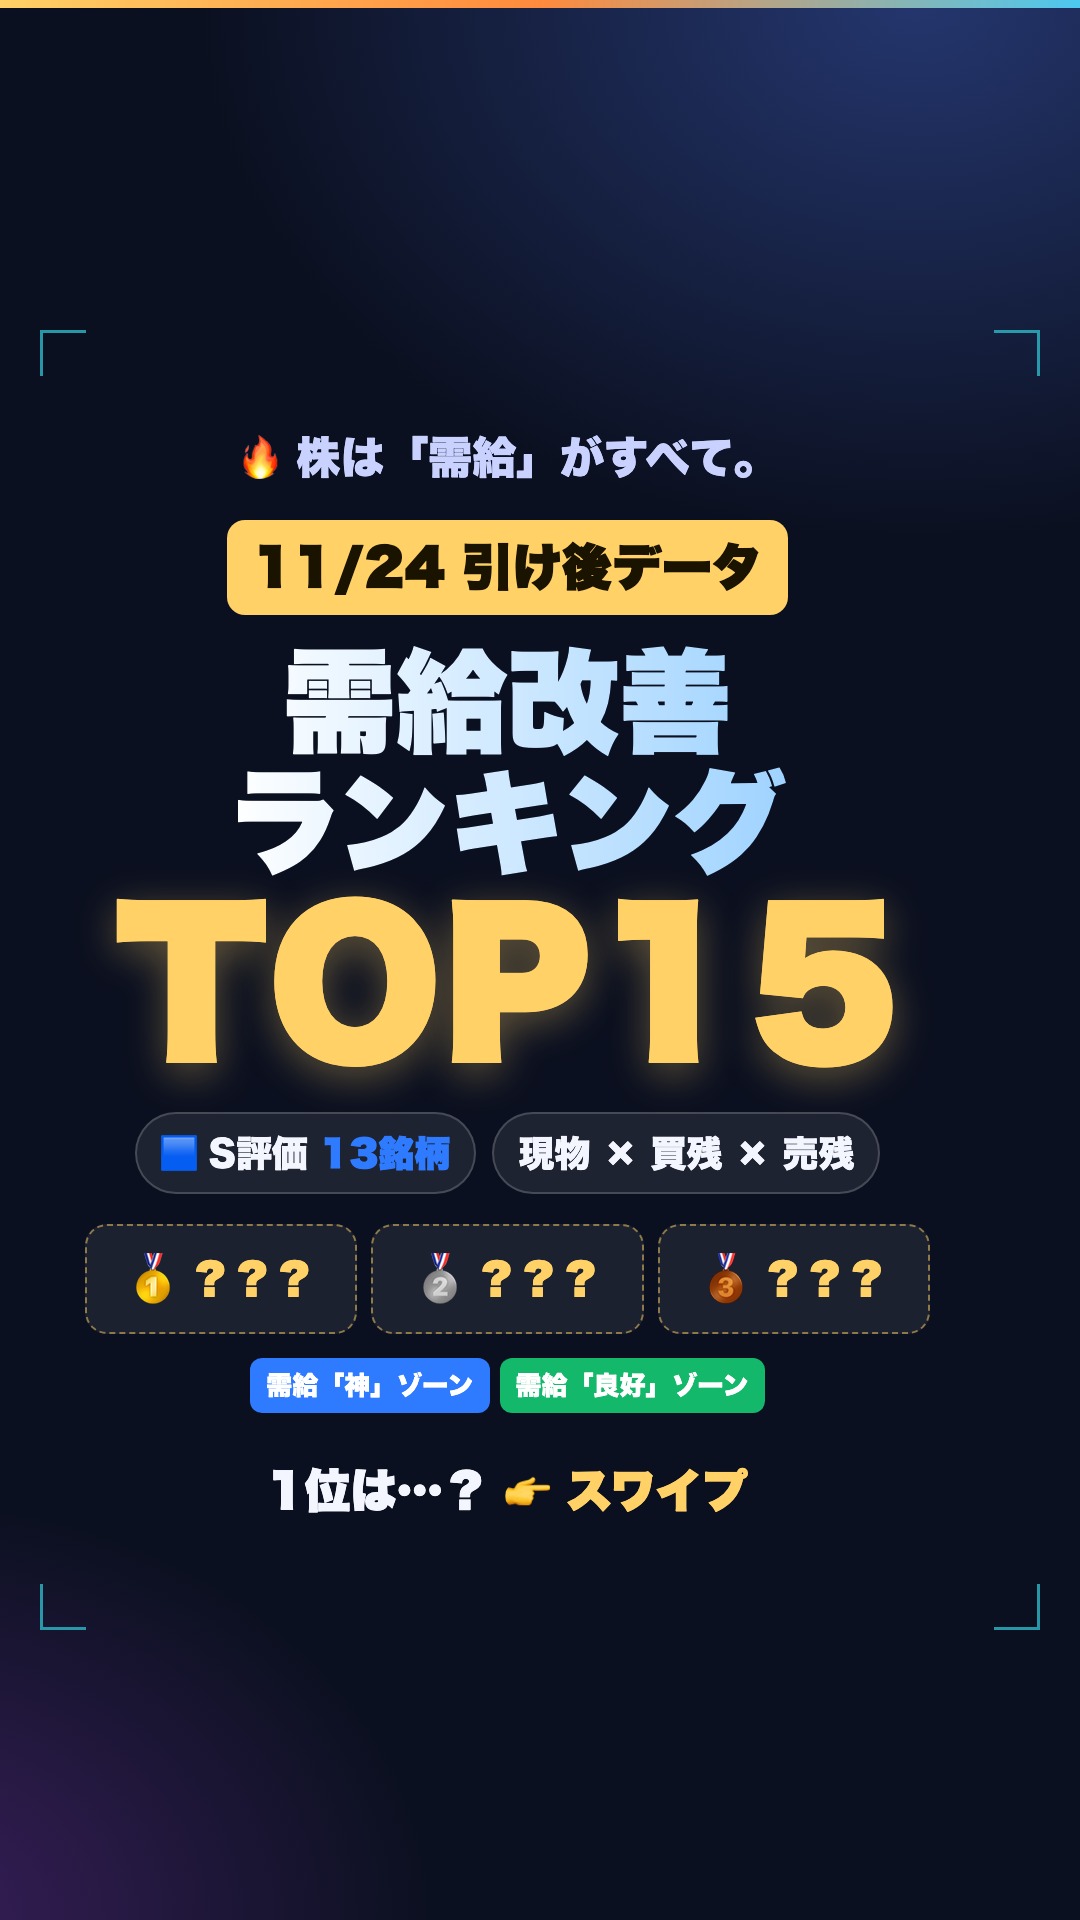 🔥 株は「需給」がすべて。
11/24 引け後データ
需給改善
ランキング
TOP15
🟦 S評価 13銘柄
現物 × 買残 × 売残
🥇 ???
🥈 ???
🥉 ???
需給「神」ゾーン
需給「良好」ゾーン
1位は…? 👉 スワイプ